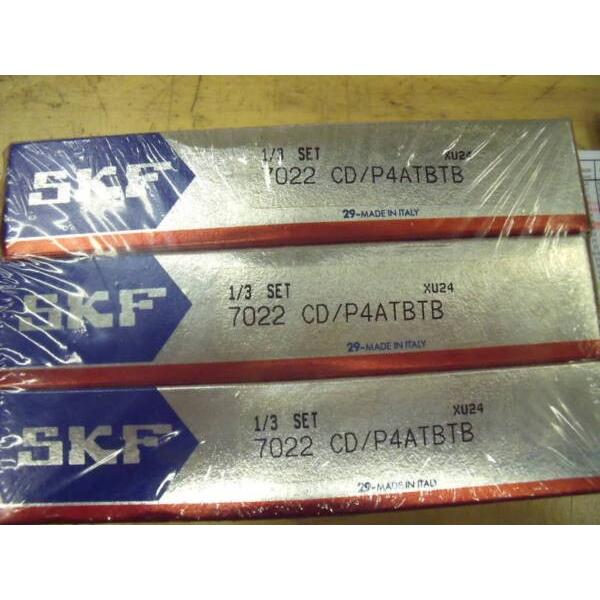 SKF
1/3 SET XU24
7022 CD/P4ATBTB
29-MADE IN ITALY
SKF
1/3 SET XU24
7022 CD/P4ATBTB
29-MADE IN ITALY
SKF
1/3 SET XU24
7022 CD/P4ATBTB
29-MADE IN ITALY